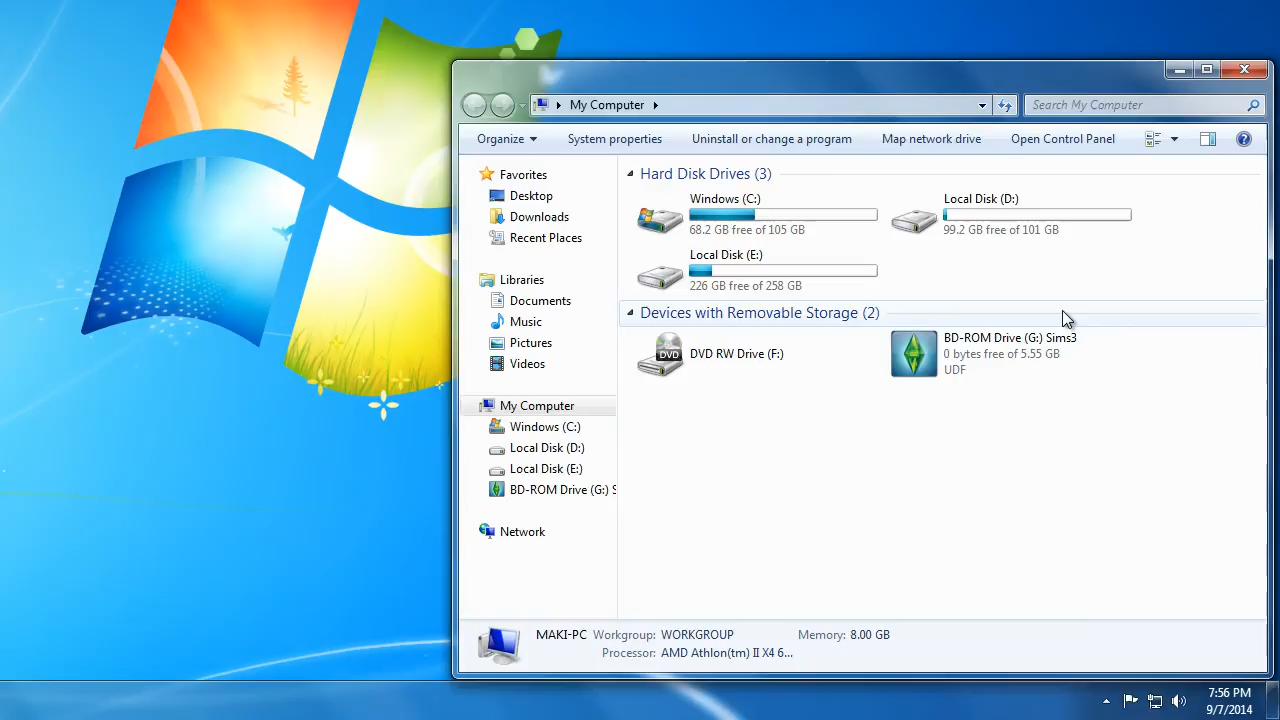 My Computer
Search My Computer
Organize
System properties
Uninstall or change a program
Map network drive
Open Control Panel
Favorites
Desktop
Downloads
Recent Places
Libraries
Documents
Music
Pictures
Videos
My Computer
Windows (C:)
Local Disk (D:)
Local Disk (E:)
BD-ROM Drive (G:) S
Network
Hard Disk Drives (3)
Windows (C:)
68.2 GB free of 105 GB
Local Disk (D:)
99.2 GB free of 101 GB
Local Disk (E:)
226 GB free of 258 GB
Devices with Removable Storage (2)
DVD
DVD RW Drive (F:)
BD-ROM Drive (G:) Sims3
0 bytes free of 5.55 GB
UDF
MAKI-PC Workgroup: WORKGROUP Memory: 8.00 GB
Processor: AMD Athlon(tm) II X4 6...
7:56 PM
9/7/2014